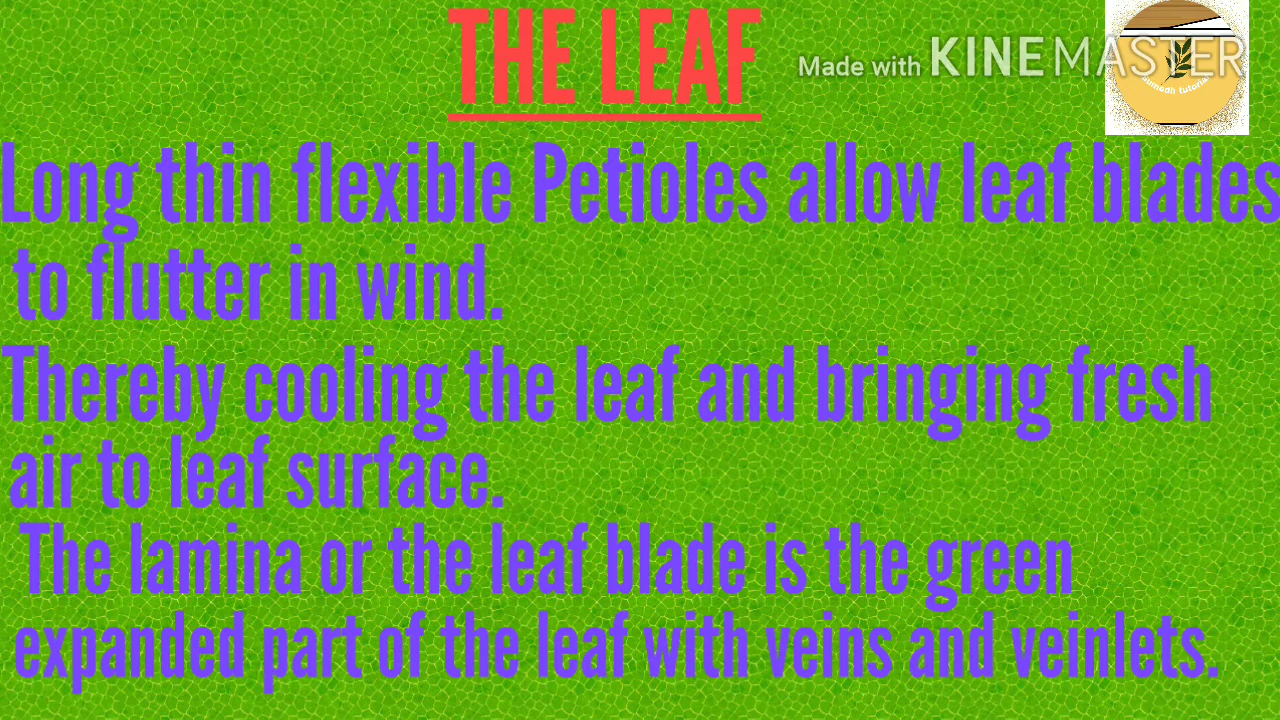 THE LEAF
Made with KINEMASTER
Long thin flexible Petioles allow leaf blades
to flutter in wind.
Thereby cooling the leaf and bringing fresh
air to leaf surface.
The lamina or the leaf blade is the green
expanded part of the leaf with veins and veinlets.